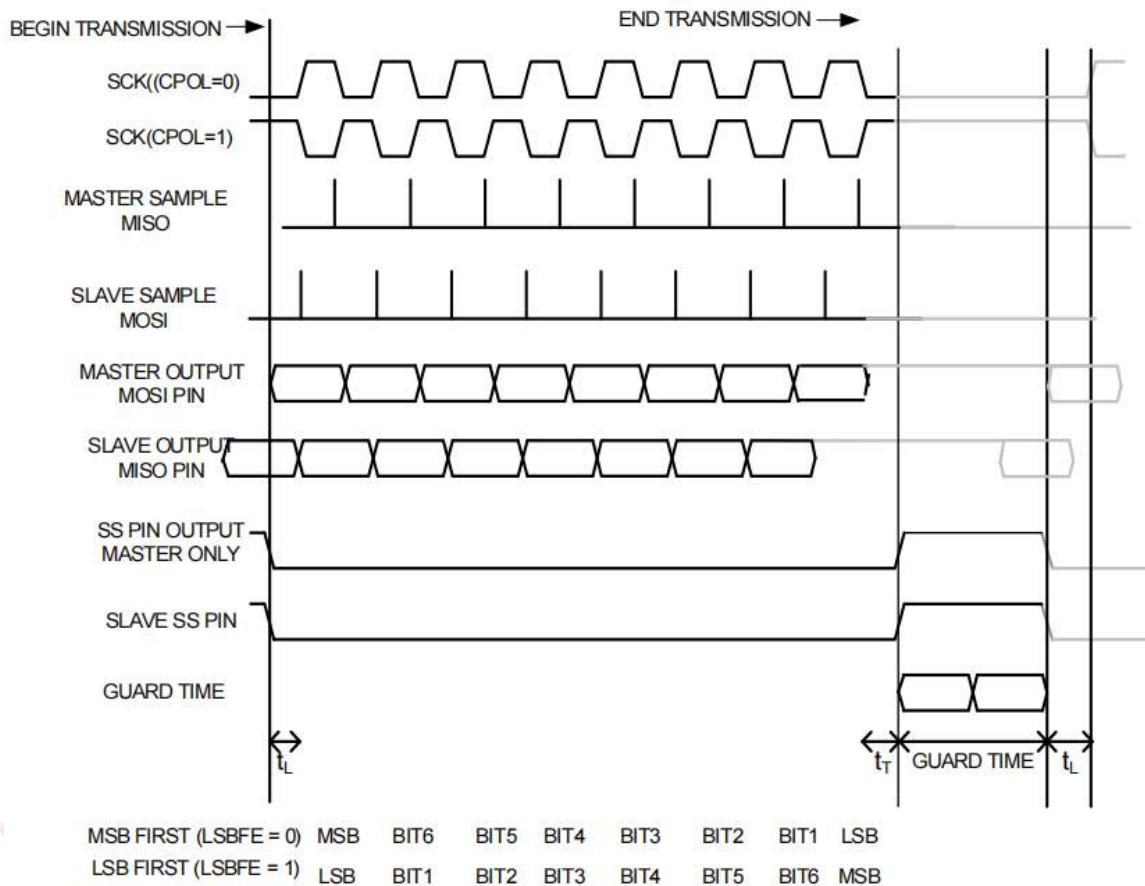 BEGIN TRANSMISSION
END TRANSMISSION
SCK((CPOL=0)
SCK(CPOL=1)
MASTER SAMPLE
MISO
SLAVE SAMPLE
MOSI
MASTER OUTPUT
MOSI PIN
SLAVE OUTPUT
MISO PIN
SS PIN OUTPUT
MASTER ONLY
SLAVE SS PIN
GUARD TIME
tL
tT
GUARD TIME
tL
MSB FIRST (LSBFE = 0) MSB BIT6 BIT5 BIT4 BIT3 BIT2 BIT1 LSB
LSB FIRST (LSBFE = 1) LSB BIT1 BIT2 BIT3 BIT4 BIT5 BIT6 MSB